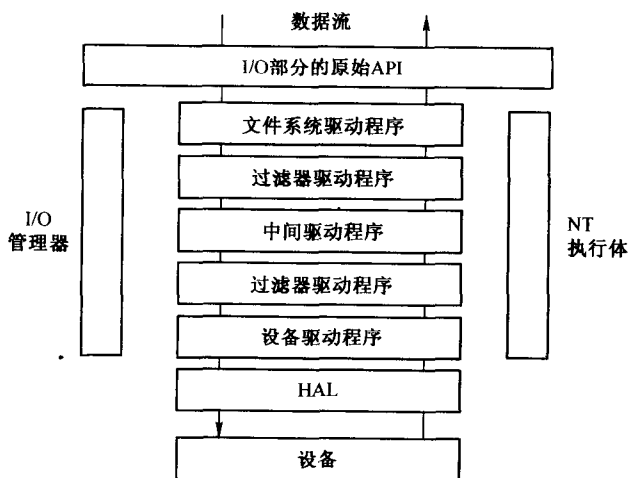 数据流
I/O部分的原始API
文件系统驱动程序
过滤器驱动程序
I/O
管理器
中间驱动程序
NT
执行体
过滤器驱动程序
设备驱动程序
HAL
设备